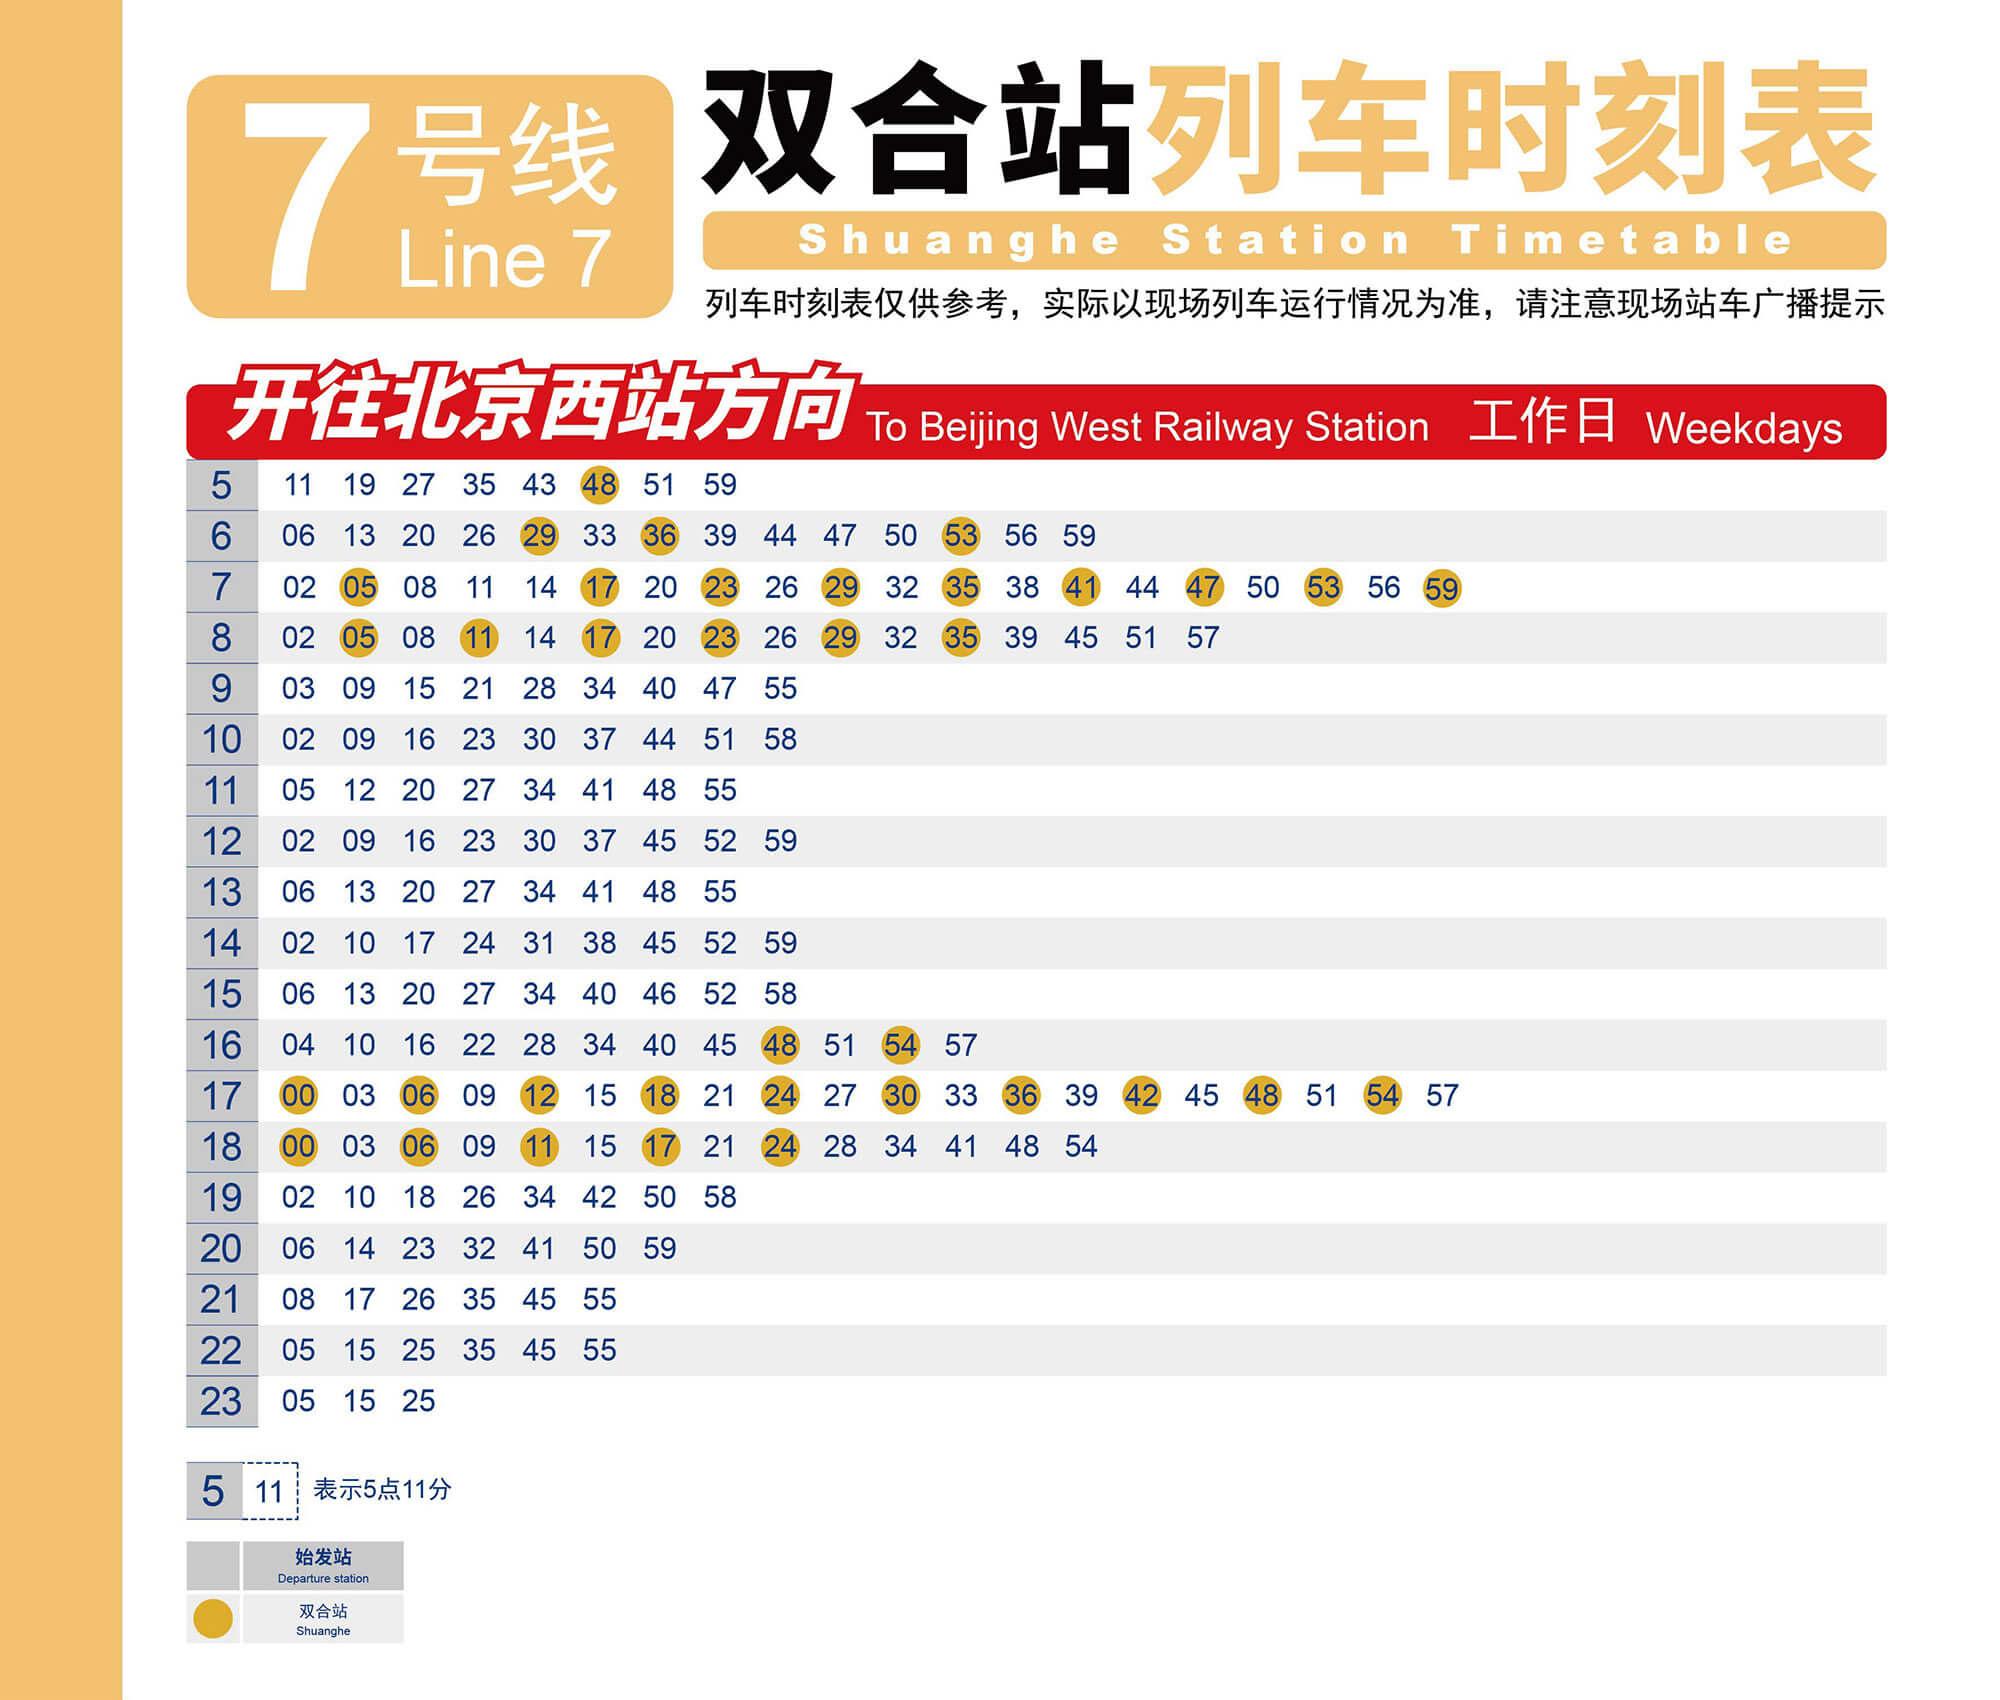 7号线
Line 7
双合站列车时刻表
Shuanghe Station Timetable
列车时刻表仅供参考，实际以现场列车运行情况为准，请注意现场站车广播提示
开往北京西站方向 To Beijing West Railway Station 工作日 Weekdays
5 11 19 27 35 43 48 51 59
6 06 13 20 26 29 33 36 39 44 47 50 53 56 59
7 02 05 08 11 14 17 20 23 26 29 32 35 38 41 44 47 50 53 56 59
8 02 05 08 11 14 17 20 23 26 29 32 35 39 45 51 57
9 03 09 15 21 28 34 40 47 55
10 02 09 16 23 30 37 44 51 58
11 05 12 20 27 34 41 48 55
12 02 09 16 23 30 37 45 52 59
13 06 13 20 27 34 41 48 55
14 02 10 17 24 31 38 45 52 59
15 06 13 20 27 34 40 46 52 58
16 04 10 16 22 28 34 40 45 48 51 54 57
17 00 03 06 09 12 15 18 21 24 27 30 33 36 39 42 45 48 51 54 57
18 00 03 06 09 11 15 17 21 24 28 34 41 48 54
19 02 10 18 26 34 42 50 58
20 06 14 23 32 41 50 59
21 08 17 26 35 45 55
22 05 15 25 35 45 55
23 05 15 25
5 11 表示5点11分
始发站
Departure station
双合站
Shuanghe